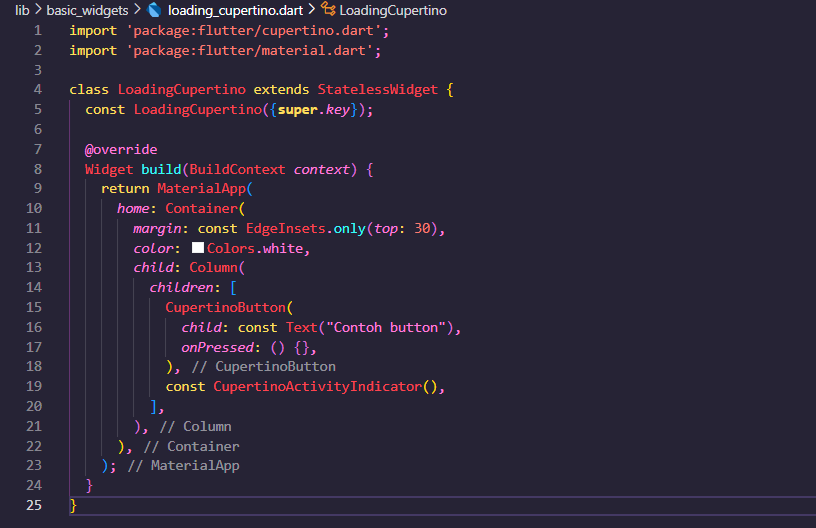 lib > basic_widgets > loading_cupertino.dart > LoadingCupertino
1 import 'package:flutter/cupertino.dart';
2 import 'package:flutter/material.dart';
3
4 class LoadingCupertino extends StatelessWidget {
5   const LoadingCupertino({super.key});
6
7   @override
8   Widget build(BuildContext context) {
9     return MaterialApp(
10       home: Container(
11         margin: const EdgeInsets.only(top: 30),
12         color: Colors.white,
13         child: Column(
14           children: [
15             CupertinoButton(
16               child: const Text("Contoh button"),
17               onPressed: () {},
18             ), // CupertinoButton
19             const CupertinoActivityIndicator(),
20           ],
21         ), // Column
22       ), // Container
23     ); // MaterialApp
24   }
25 }